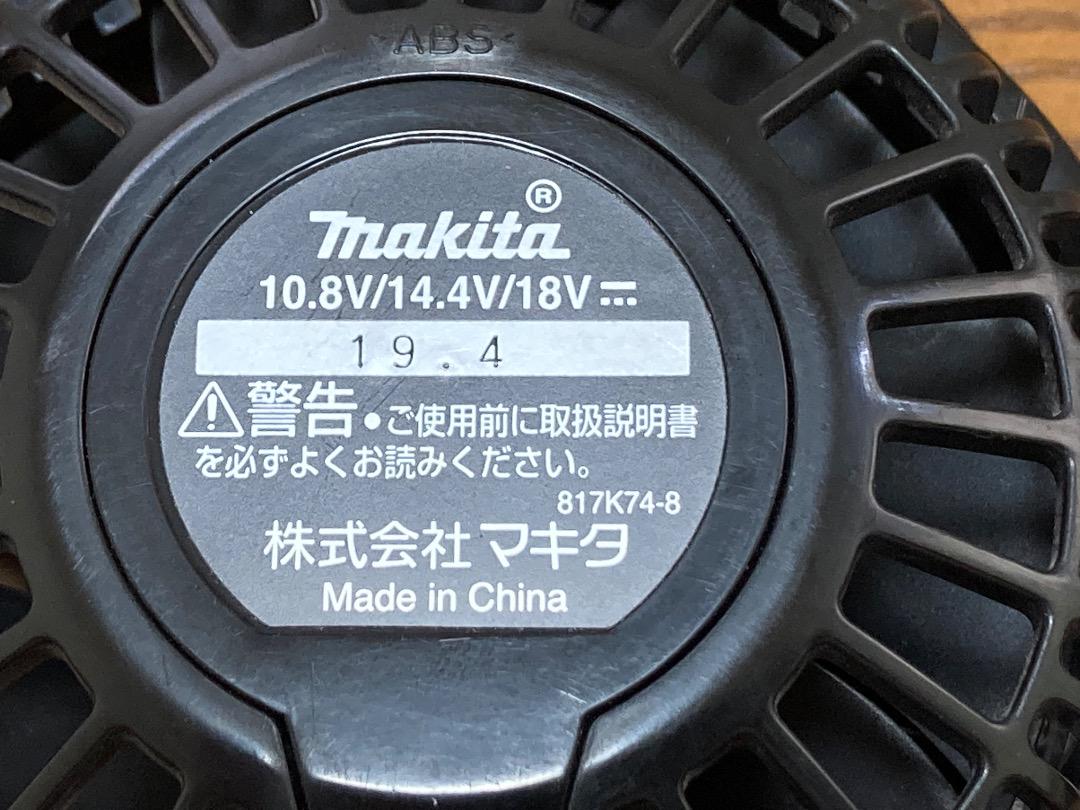 >ABS<
makita®
10.8V/14.4V/18V⎓
19.4
⚠警告●ご使用前に取扱説明書
を必ずよくお読みください。
817K74-8
株式会社マキタ
Made in China